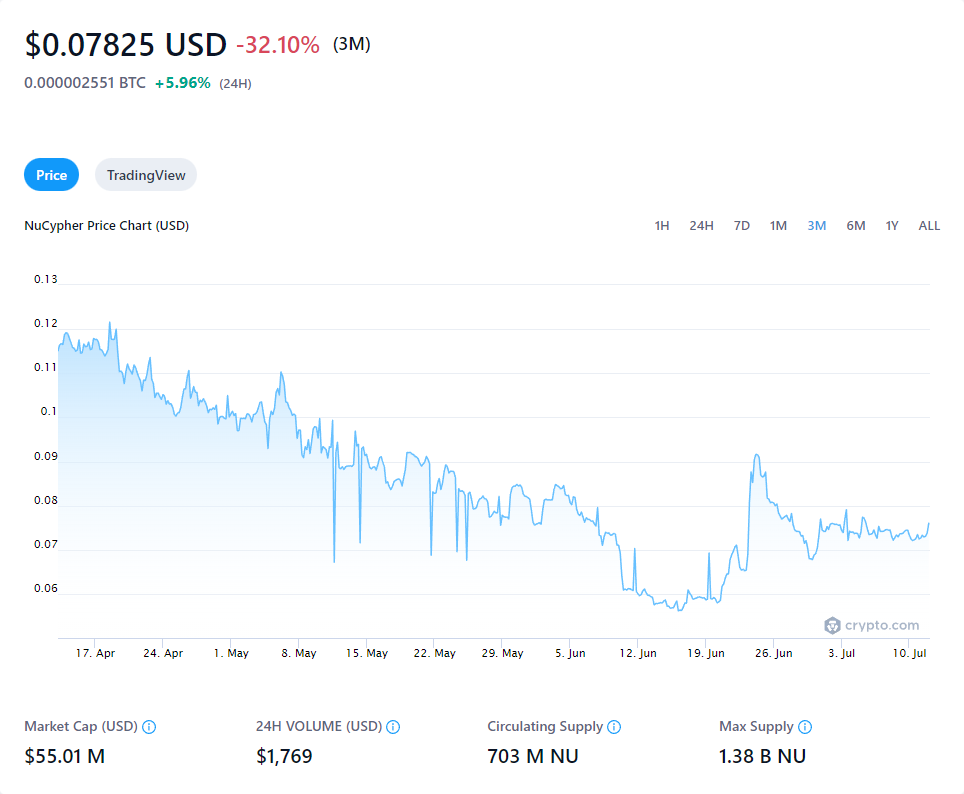 $0.07825 USD -32.10% (3M)
0.000002551 BTC +5.96% (24H)
Price TradingView
NuCypher Price Chart (USD) 1H 24H 7D 1M 3M 6M 1Y ALL
0.13
0.12
0.11
0.1
0.09
0.08
0.07
0.06
crypto.com
17. Apr 24. Apr 1. May 8. May 15. May 22. May 29. May 5. Jun 12. Jun 19. Jun 26. Jun 3. Jul 10. Jul
Market Cap (USD) 24H VOLUME (USD) Circulating Supply Max Supply
$55.01 M $1,769 703 M NU 1.38 B NU